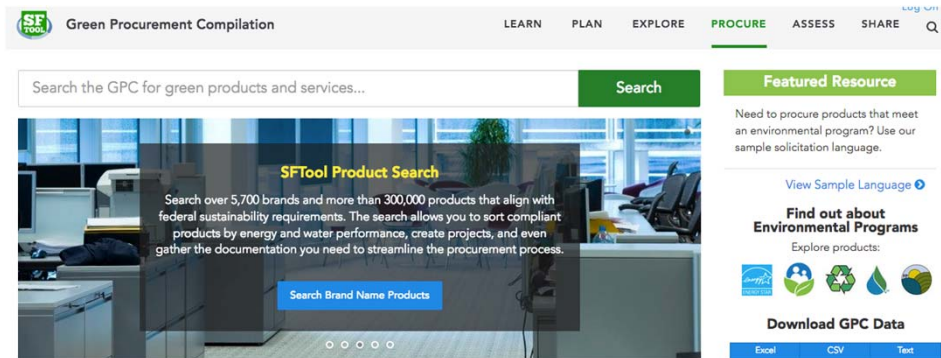 Log Off
SF
TOOL
Green Procurement Compilation
LEARN PLAN EXPLORE PROCURE ASSESS SHARE
Search the GPC for green products and services... Search
SFTool Product Search
Search over 5,700 brands and more than 300,000 products that align with
federal sustainability requirements. The search allows you to sort compliant
products by energy and water performance, create projects, and even
gather the documentation you need to streamline the procurement process.
Search Brand Name Products
Featured Resource
Need to procure products that meet
an environmental program? Use our
sample solicitation language.
View Sample Language
Find out about
Environmental Programs
Explore products:
ENERGY STAR
Download GPC Data
Excel CSV Text